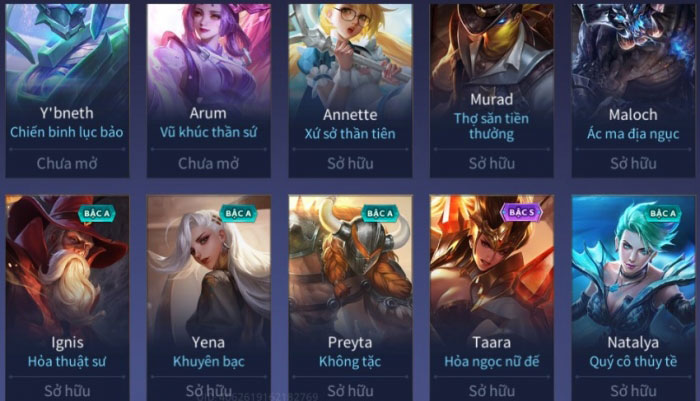 Y'bneth
Chiến binh lục bảo
Chưa mở
Arum
Vũ khúc thần sứ
Chưa mở
Annette
Xứ sở thần tiên
Sở hữu
Murad
Thợ săn tiền
thưởng
Sở hữu
Maloch
Ác ma địa ngục
Sở hữu
BẬC A
Ignis
Hỏa thuật sư
Sở hữu
BẬC A
Yena
Khuyên bạc
Sở hữu
BẬC A
Preyta
Không tặc
Sở hữu
BẬC S
Taara
Hỏa ngọc nữ đế
Sở hữu
BẬC A
Natalya
Quý cô thủy tề
Sở hữu